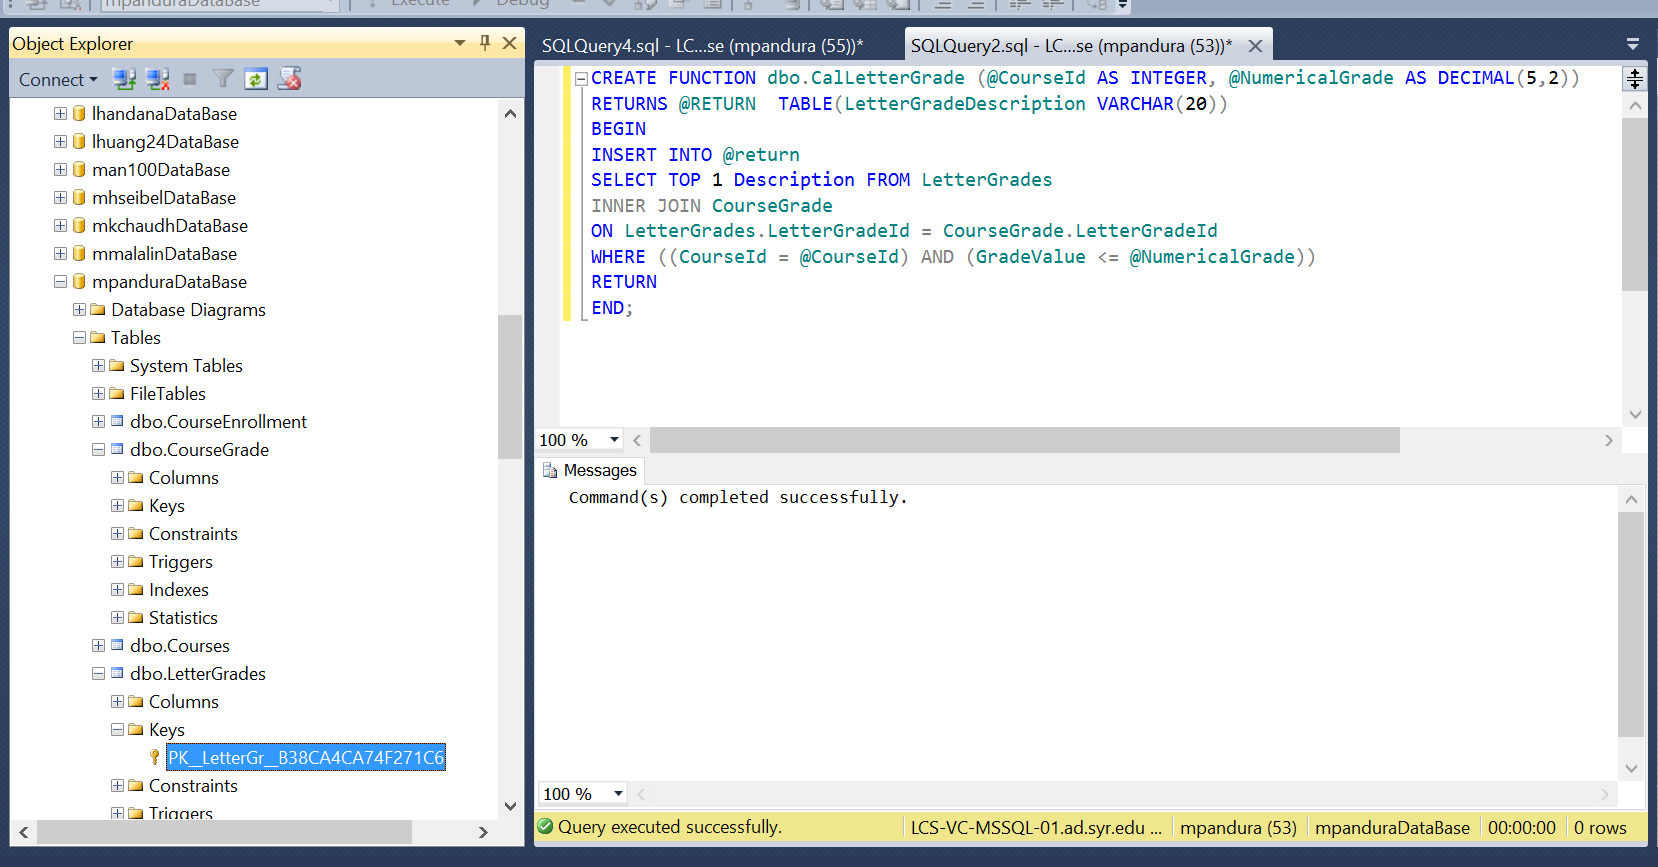 mpanduraDataBase
Execute
Debug
Object Explorer
Connect
lhandanaDataBase
lhuang24DataBase
man100DataBase
mhseibelDataBase
mkchaudhDataBase
mmalalinDataBase
mpanduraDataBase
Database Diagrams
Tables
System Tables
FileTables
dbo.CourseEnrollment
dbo.CourseGrade
Columns
Keys
Constraints
Triggers
Indexes
Statistics
dbo.Courses
dbo.LetterGrades
Columns
Keys
PK__LetterGr__B38CA4CA74F271C6
Constraints
Triggers
SQLQuery4.sql - LC...se (mpandura (55))*
SQLQuery2.sql - LC...se (mpandura (53))*
CREATE FUNCTION dbo.CalLetterGrade (@CourseId AS INTEGER, @NumericalGrade AS DECIMAL(5,2))
RETURNS @RETURN  TABLE(LetterGradeDescription VARCHAR(20))
BEGIN
INSERT INTO @return
SELECT TOP 1 Description FROM LetterGrades
INNER JOIN CourseGrade
ON LetterGrades.LetterGradeId = CourseGrade.LetterGradeId
WHERE ((CourseId = @CourseId) AND (GradeValue <= @NumericalGrade))
RETURN
END;
100 %
Messages
Command(s) completed successfully.
100 %
Query executed successfully.
LCS-VC-MSSQL-01.ad.syr.edu ...
mpandura (53)
mpanduraDataBase
00:00:00
0 rows